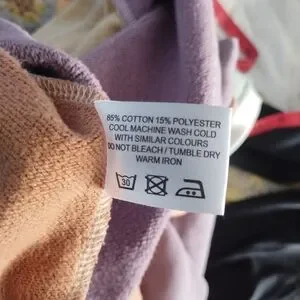 85% COTTON 15% POLYESTER
COOL MACHINE WASH COLD
WITH SIMILAR COLOURS
DO NOT BLEACH / TUMBLE DRY
WARM IRON
30